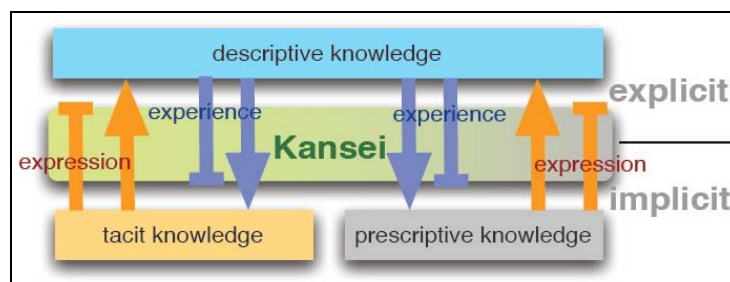 descriptive knowledge
explicit
experience
experience
Kansei
expression
expression
implicit
tacit knowledge
prescriptive knowledge